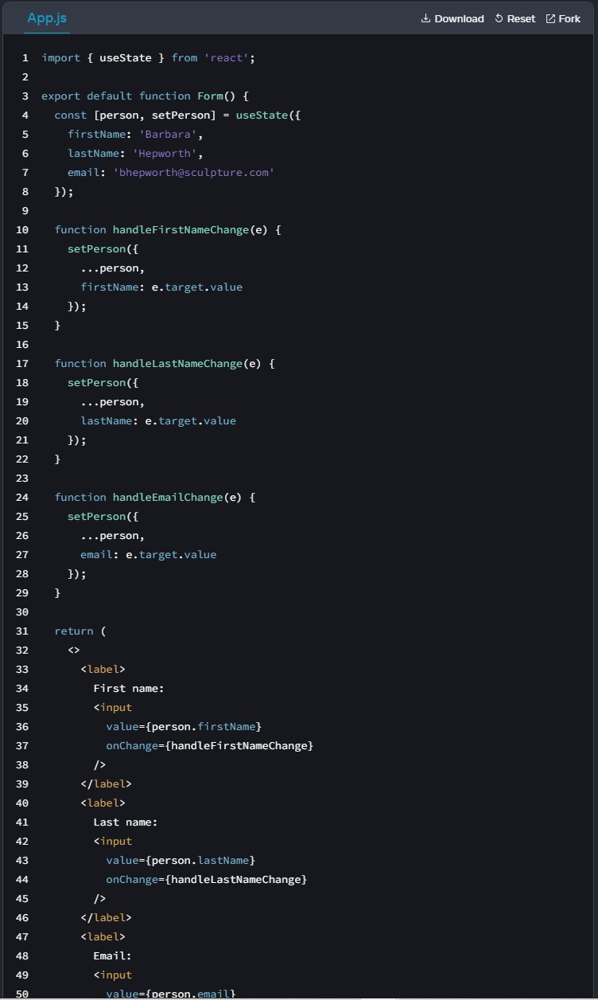 App.js
Download Reset Fork
1 import { useState } from 'react';
2
3 export default function Form() {
4   const [person, setPerson] = useState({
5     firstName: 'Barbara',
6     lastName: 'Hepworth',
7     email: 'bhepworth@sculpture.com'
8   });
9
10   function handleFirstNameChange(e) {
11     setPerson({
12       ...person,
13       firstName: e.target.value
14     });
15   }
16
17   function handleLastNameChange(e) {
18     setPerson({
19       ...person,
20       lastName: e.target.value
21     });
22   }
23
24   function handleEmailChange(e) {
25     setPerson({
26       ...person,
27       email: e.target.value
28     });
29   }
30
31   return (
32     <>
33       <label>
34         First name:
35         <input
36           value={person.firstName}
37           onChange={handleFirstNameChange}
38         />
39       </label>
40       <label>
41         Last name:
42         <input
43           value={person.lastName}
44           onChange={handleLastNameChange}
45         />
46       </label>
47       <label>
48         Email:
49         <input
50           value={person.email}